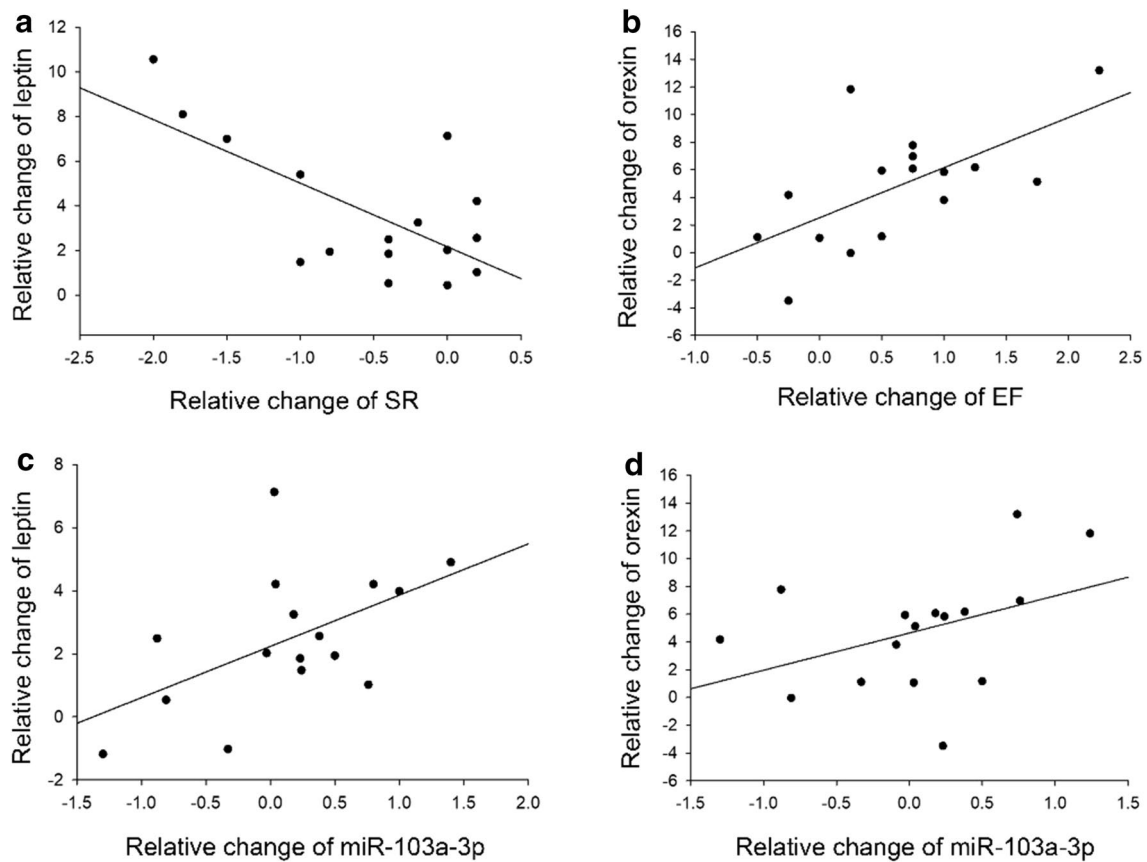 a
12
10
8
6
4
2
0
-2.5 -2.0 -1.5 -1.0 -0.5 0.0 0.5
Relative change of leptin
Relative change of SR
b
16
14
12
10
8
6
4
2
0
-2
-4
-6
-1.0 -0.5 0.0 0.5 1.0 1.5 2.0 2.5
Relative change of orexin
Relative change of EF
c
8
6
4
2
0
-2
-1.5 -1.0 -0.5 0.0 0.5 1.0 1.5 2.0
Relative change of leptin
Relative change of miR-103a-3p
d
16
14
12
10
8
6
4
2
0
-2
-4
-6
-1.5 -1.0 -0.5 0.0 0.5 1.0 1.5
Relative change of orexin
Relative change of miR-103a-3p